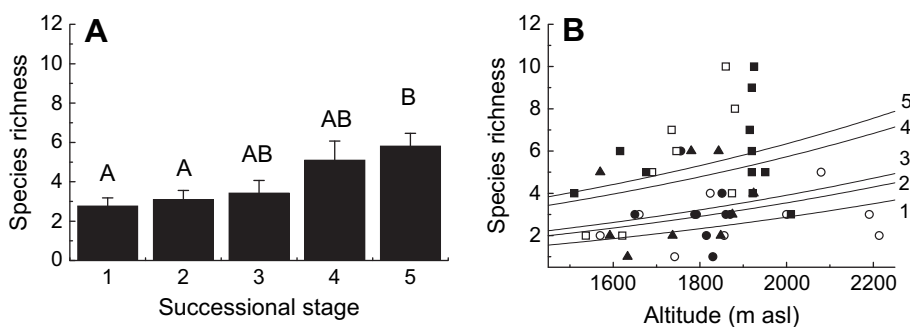 A
Species richness
12
10
8
6
4
2
0
A
A
AB
AB
B
1 2 3 4 5
Successional stage
B
Species richness
12
10
8
6
4
2
5
4
3
2
1
1600 1800 2000 2200
Altitude (m asl)